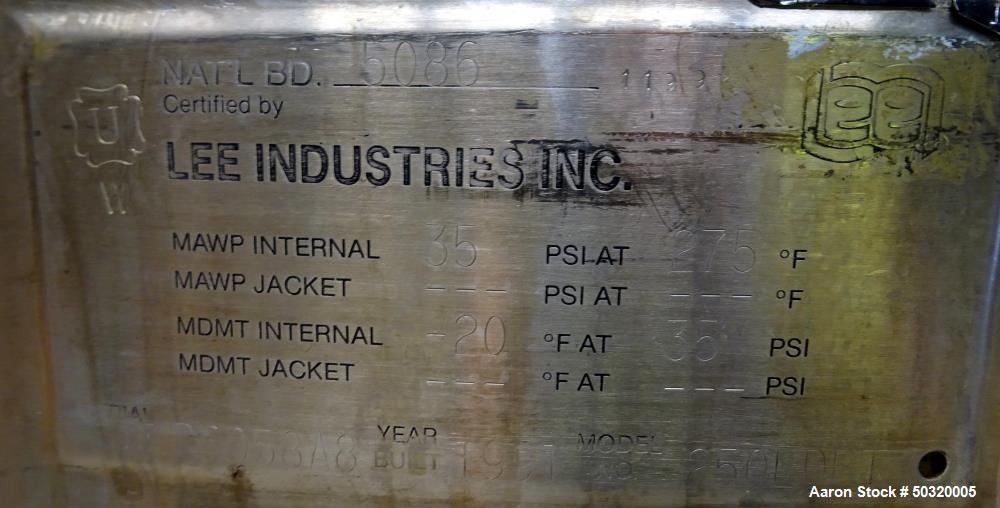 NAT'L BD. 5086
Certified by
U
W
Lee
LEE INDUSTRIES INC.
MAWP INTERNAL 35 PSI AT 275 °F
MAWP JACKET --- PSI AT --- °F
MDMT INTERNAL -20 °F AT 35 PSI
MDMT JACKET --- °F AT --- PSI
YEAR BUILT MODEL
Aaron Stock # 50320005